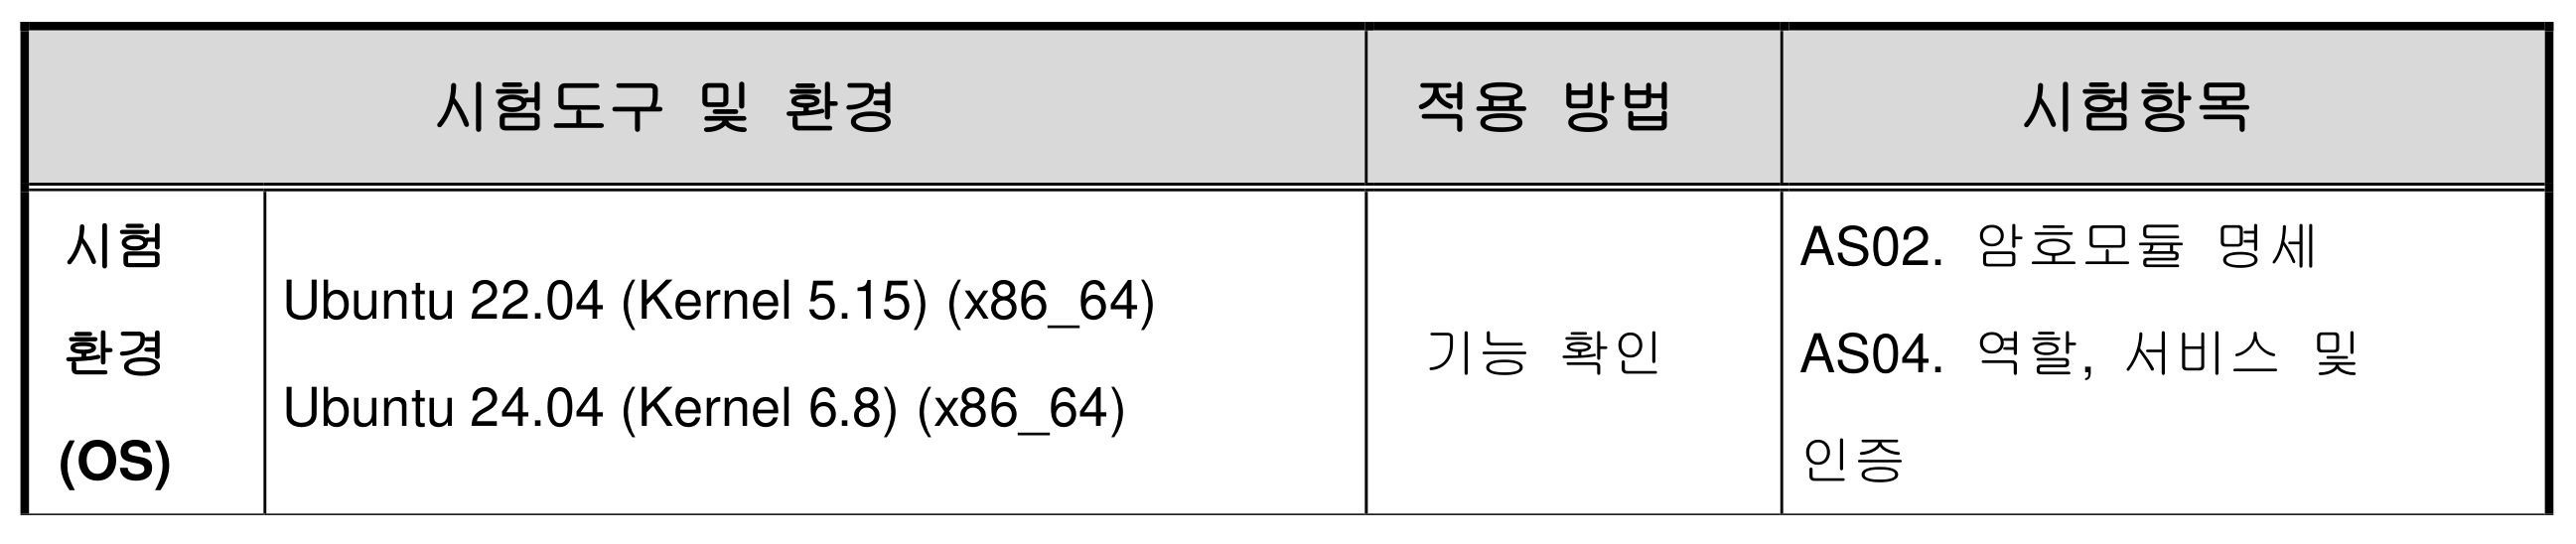 시험도구 및 환경
적용 방법
시험항목
시험
환경
(OS)
Ubuntu 22.04 (Kernel 5.15) (x86_64)
Ubuntu 24.04 (Kernel 6.8) (x86_64)
기능 확인
AS02. 암호모듈 명세
AS04. 역할, 서비스 및
인증